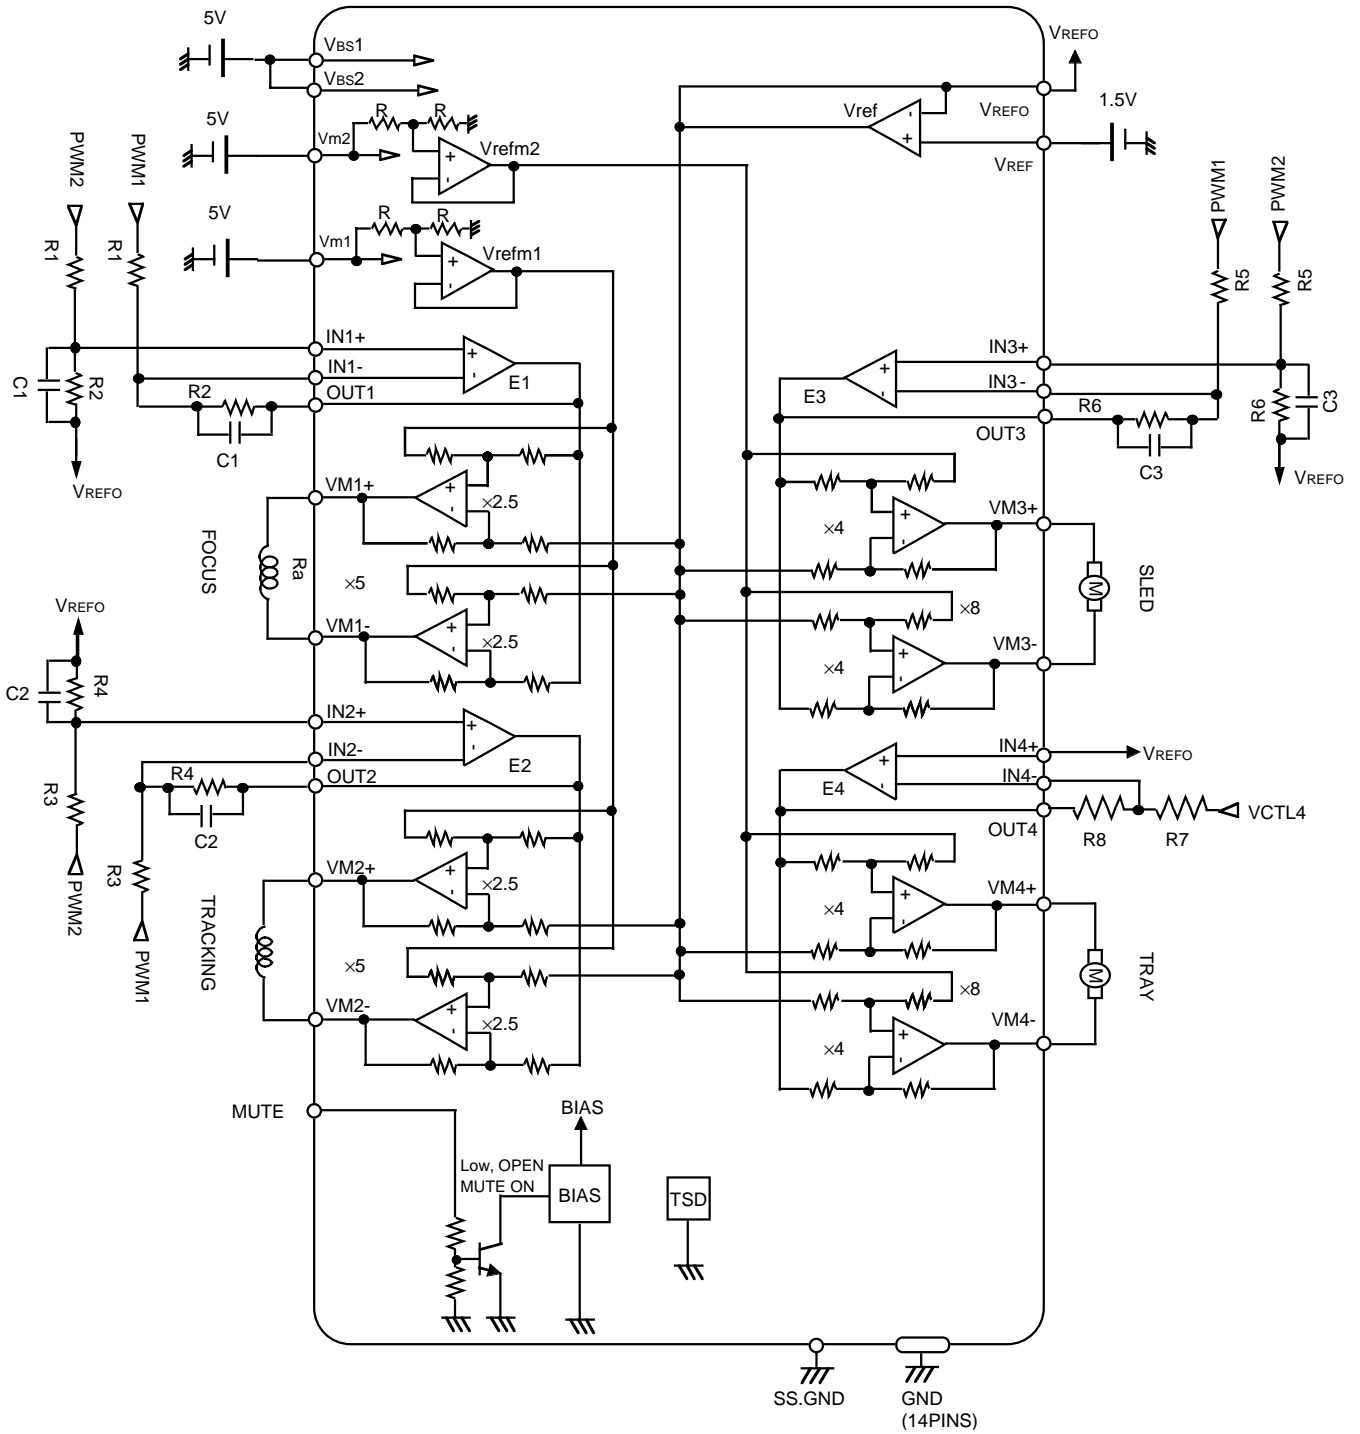 5V
VBS1
VREFO
VBS2
5V
Vm2
R
R
Vrefm2
Vref
VREFO
VREF
1.5V
PWM2
PWM1
R1
R1
PWM1
PWM2
R5
R5
5V
Vm1
R
R
Vrefm1
IN1+
IN1-
OUT1
E1
C1
R2
R2
C1
VREFO
IN3+
IN3-
OUT3
E3
R6
C3
R6
C3
VREFO
VM1+
×2.5
FOCUS
Ra
×5
VM1-
×2.5
×4
VM3+
M
SLED
×8
×4
VM3-
VREFO
C2
R4
IN2+
IN2-
OUT2
E2
R4
C2
R3
R3
PWM2
PWM1
IN4+
IN4-
OUT4
E4
VREFO
R8
R7
VCTL4
VM2+
×2.5
TRACKING
×5
VM2-
×2.5
×4
VM4+
M
TRAY
×8
×4
VM4-
MUTE
BIAS
Low, OPEN
MUTE ON
BIAS
TSD
SS.GND
GND
(14PINS)
+
-
+
-
+
-
+
-
+
-
+
-
+
-
+
-
+
-
+
-
+
-
+
-
+
-
+
-
+
-